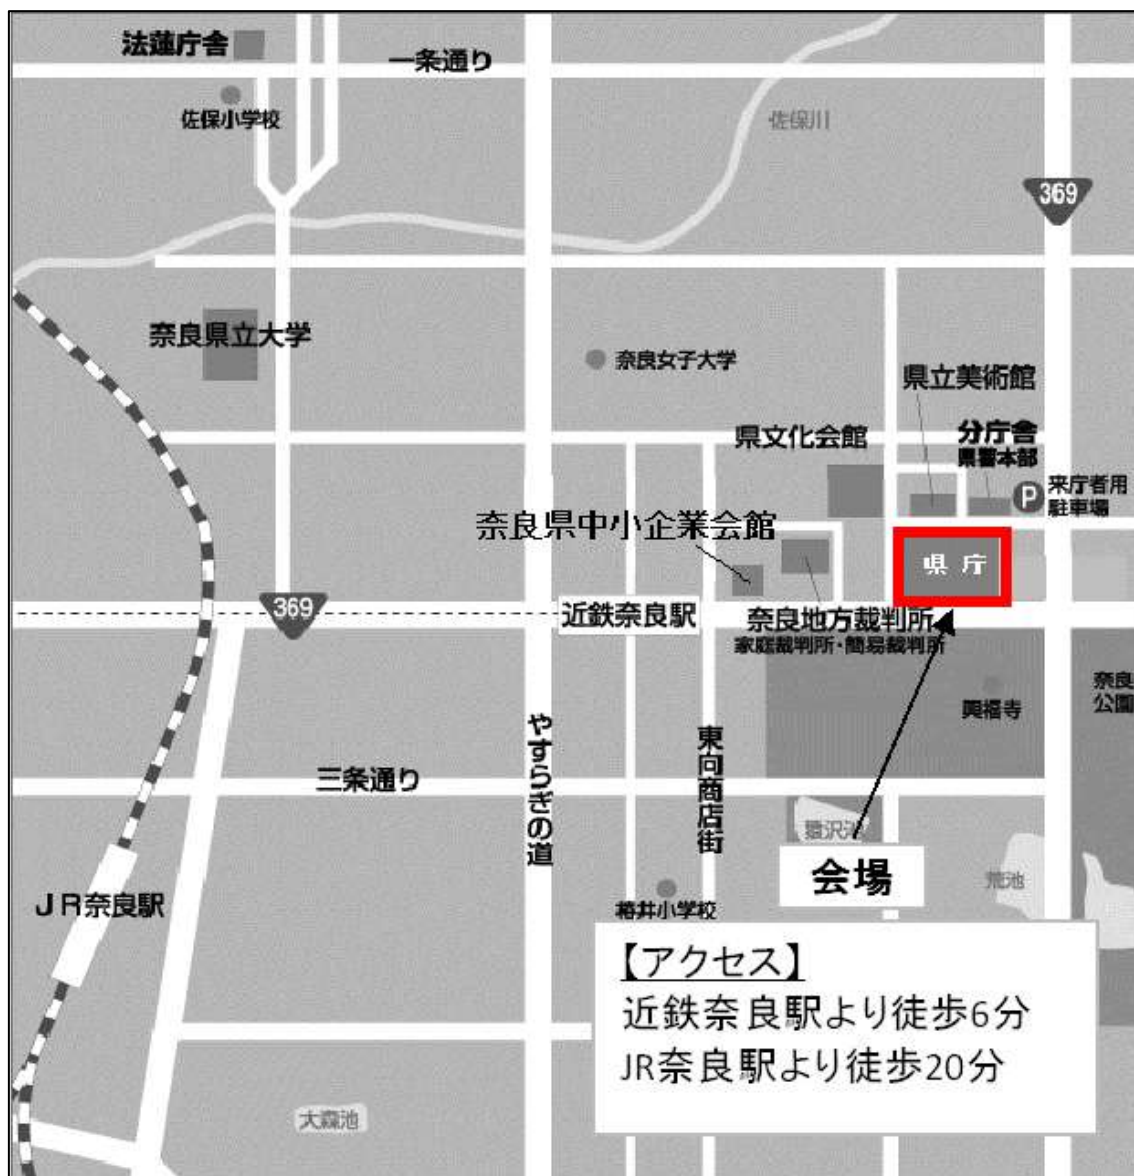 法蓮庁舎
一条通り
佐保小学校
佐保川
369
奈良県立大学
奈良女子大学
県立美術館
県文化会館
分庁舎
県警本部
P
来庁者用
駐車場
奈良県中小企業会館
県庁
369
近鉄奈良駅
奈良地方裁判所
家庭裁判所・簡易裁判所
興福寺
奈良
公園
やすらぎの道
東向商店街
三条通り
猿沢池
会場
荒池
JR奈良駅
椿井小学校
【アクセス】
近鉄奈良駅より徒歩6分
JR奈良駅より徒歩20分
大森池